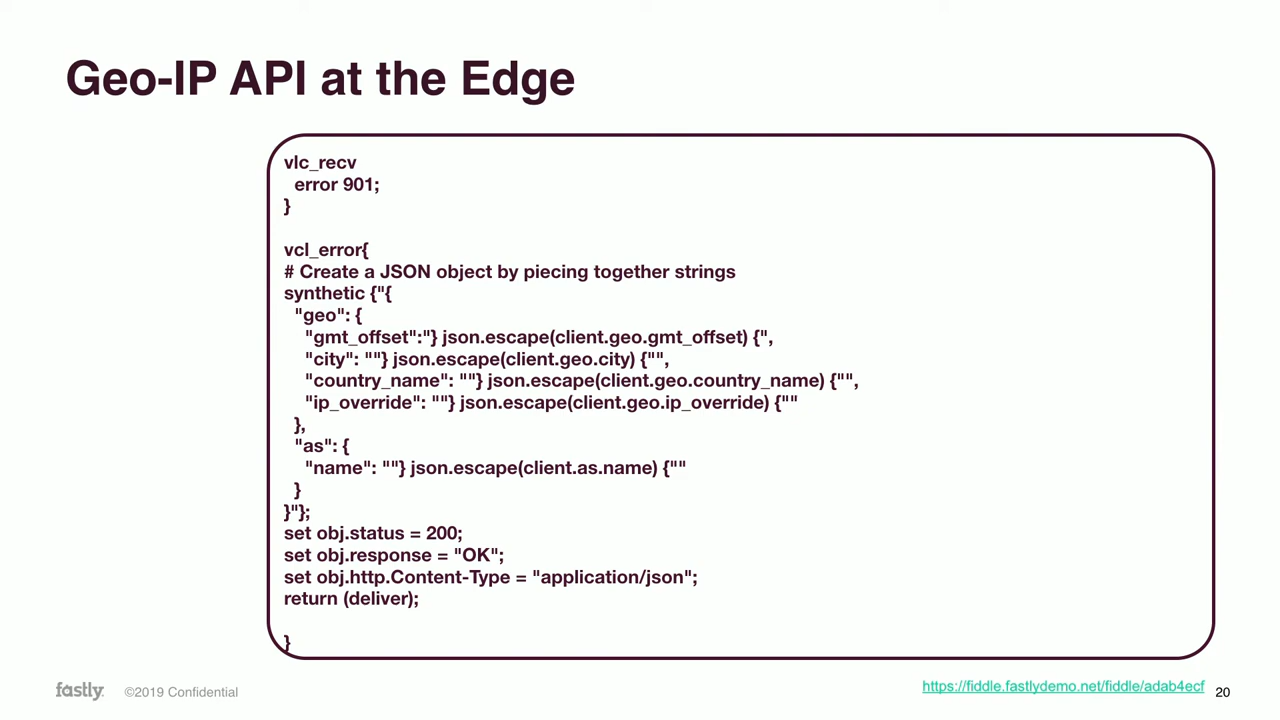 Geo-IP API at the Edge
vlc_recv
  error 901;
}
vcl_error{
# Create a JSON object by piecing together strings
synthetic {"{
  "geo": {
    "gmt_offset":"} json.escape(client.geo.gmt_offset) {",
    "city": ""} json.escape(client.geo.city) {"",
    "country_name": ""} json.escape(client.geo.country_name) {"",
    "ip_override": ""} json.escape(client.geo.ip_override) {""
  },
  "as": {
    "name": ""} json.escape(client.as.name) {""
  }
}"};
set obj.status = 200;
set obj.response = "OK";
set obj.http.Content-Type = "application/json";
return (deliver);
}
fastly ©2019 Confidential
https://fiddle.fastlydemo.net/fiddle/adab4ecf 20